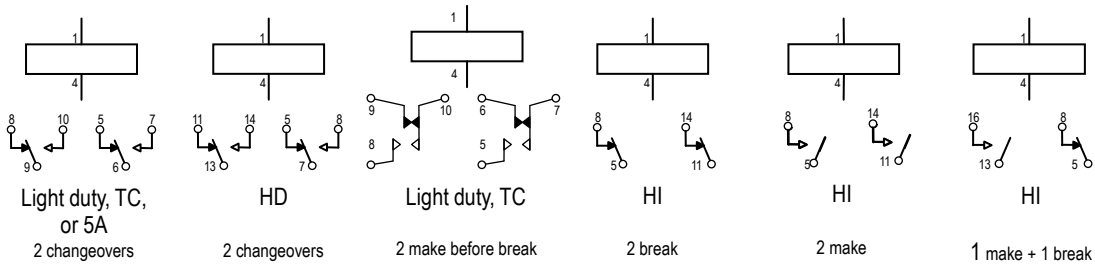 1 1 1 1 1 1
4 4 4 4 4 4
8 10 5 7
9 6
11 14 5 8
13 7
9 10 6 7
8 5
8 14
5 11
8 14
5 11
16 8
13 5
Light duty, TC,
or 5A
2 changeovers
HD
2 changeovers
Light duty, TC
2 make before break
HI
2 break
HI
2 make
HI
1 make + 1 break